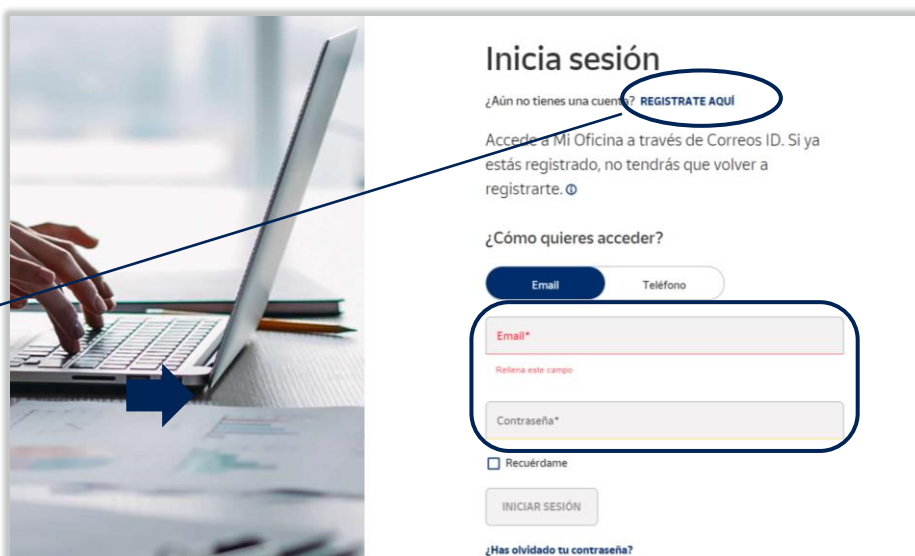 Inicia sesión
¿Aún no tienes una cuenta? REGISTRATE AQUÍ
Accede a Mi Oficina a través de Correos ID. Si ya
estás registrado, no tendrás que volver a
registrarte.
¿Cómo quieres acceder?
Email Teléfono
Email*
Rellena este campo
Contraseña*
Recuérdame
INICIAR SESIÓN
¿Has olvidado tu contraseña?